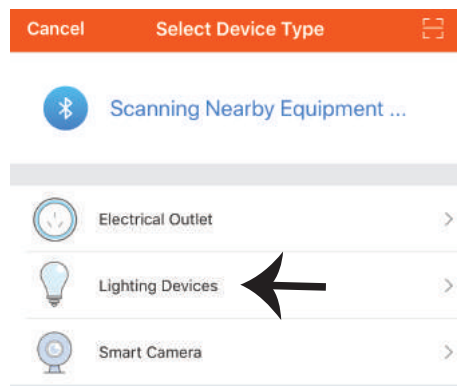 Cancel Select Device Type
Scanning Nearby Equipment ...
Electrical Outlet
Lighting Devices
Smart Camera